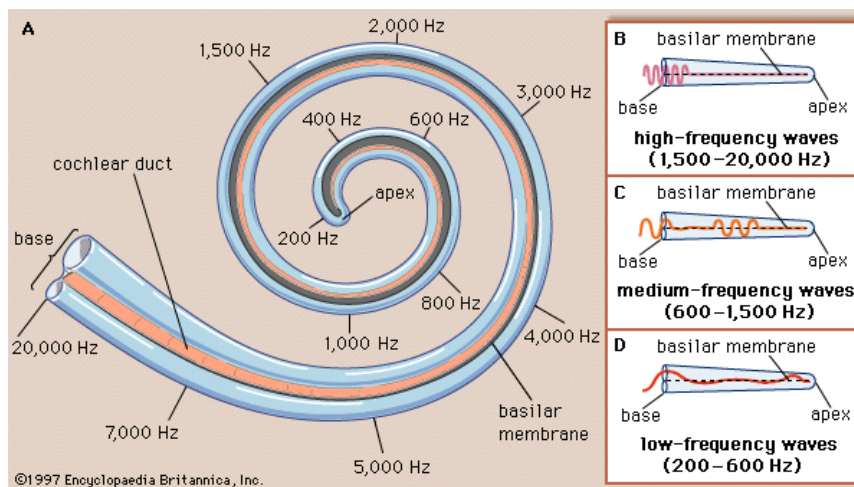 A
2,000 Hz
1,500 Hz
3,000 Hz
400 Hz
600 Hz
cochlear duct
apex
200 Hz
base
800 Hz
4,000 Hz
1,000 Hz
20,000 Hz
basilar
membrane
7,000 Hz
5,000 Hz
©1997 Encyclopaedia Britannica, Inc.
B
basilar membrane
base
apex
high-frequency waves
(1,500–20,000 Hz)
C
basilar membrane
base
apex
medium-frequency waves
(600–1,500 Hz)
D
basilar membrane
base
apex
low-frequency waves
(200–600 Hz)